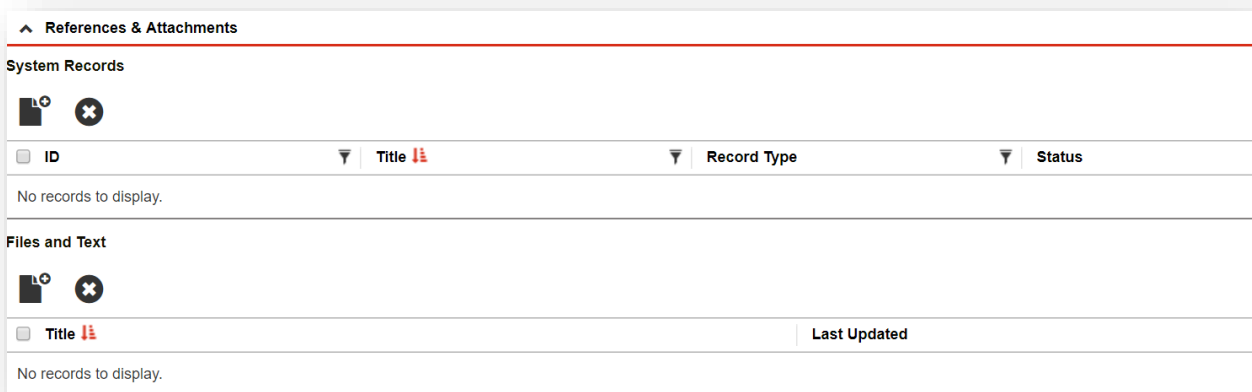 References & Attachments
System Records
ID Title Record Type Status
No records to display.
Files and Text
Title Last Updated
No records to display.